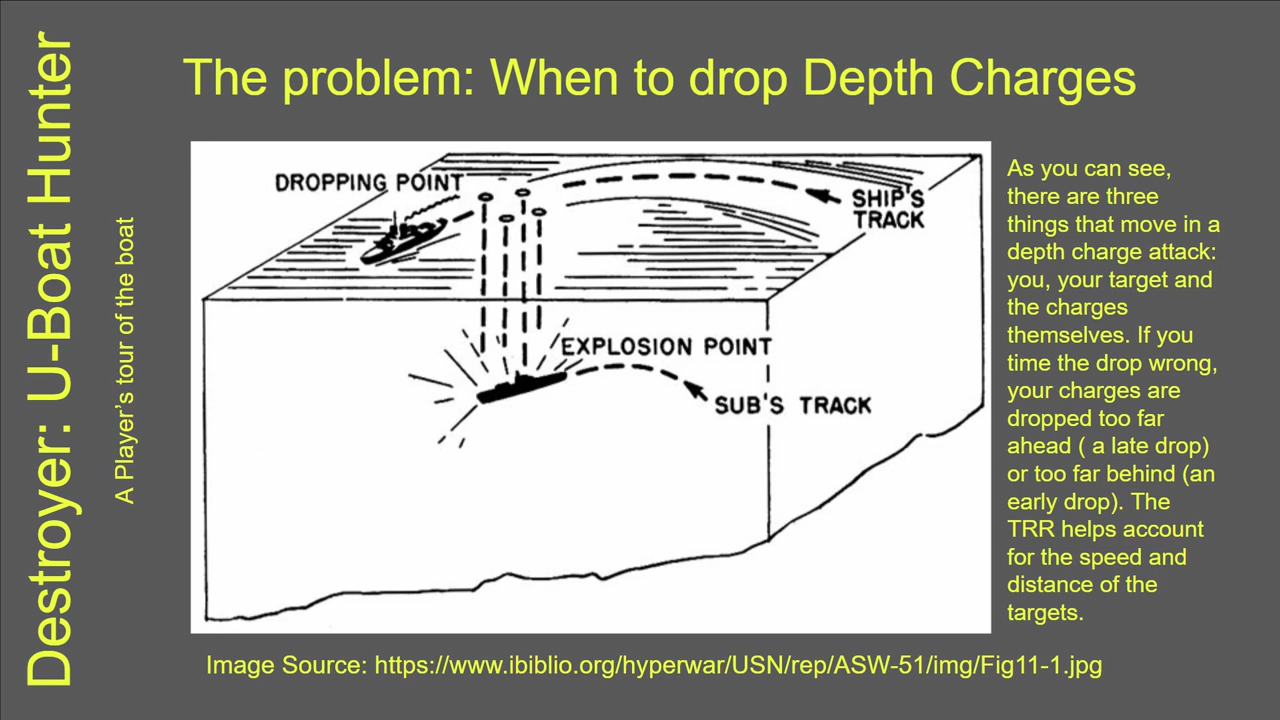 Destroyer: U-Boat Hunter
A Player's tour of the boat
The problem: When to drop Depth Charges
DROPPING POINT
SHIP'S
TRACK
EXPLOSION POINT
SUB'S TRACK
As you can see,
there are three
things that move in a
depth charge attack:
you, your target and
the charges
themselves. If you
time the drop wrong,
your charges are
dropped too far
ahead ( a late drop)
or too far behind (an
early drop). The
TRR helps account
for the speed and
distance of the
targets.
Image Source: https://www.ibiblio.org/hyperwar/USN/rep/ASW-51/img/Fig11-1.jpg